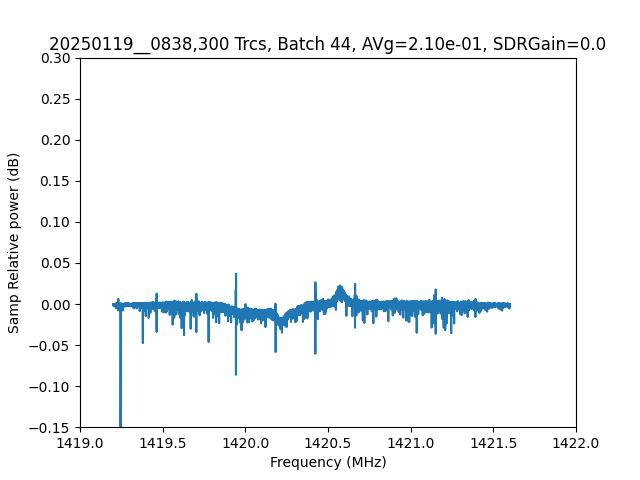 20250119__0838,300 Trcs, Batch 44, AVg=2.10e-01, SDRGain=0.0
0.30
0.25
0.20
0.15
0.10
0.05
0.00
−0.05
−0.10
−0.15
Samp Relative power (dB)
1419.0 1419.5 1420.0 1420.5 1421.0 1421.5 1422.0
Frequency (MHz)